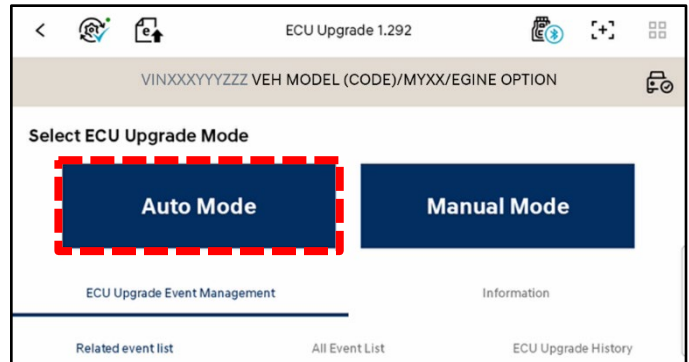 ECU Upgrade 1.292
VINXXXYYYZZZ VEH MODEL (CODE)/MYXX/EGINE OPTION
Select ECU Upgrade Mode
Auto Mode
Manual Mode
ECU Upgrade Event Management
Information
Related event list
All Event List
ECU Upgrade History